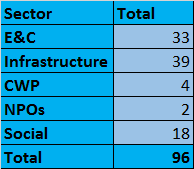 Sector Total
E&C 33
Infrastructure 39
CWP 4
NPOs 2
Social 18
Total 96